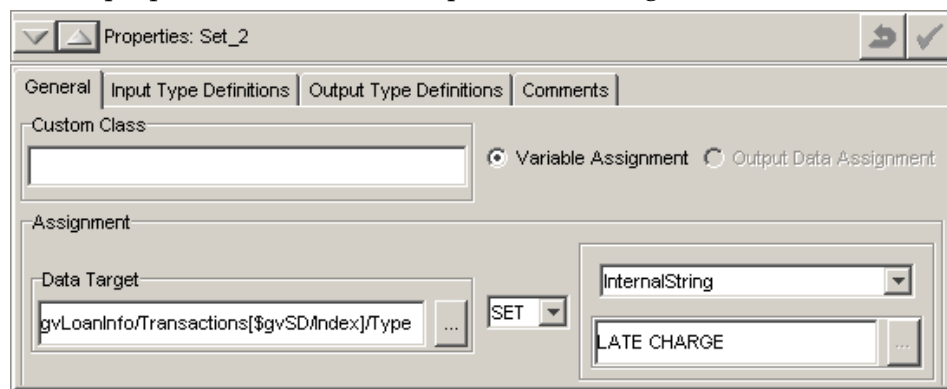 Properties: Set_2
General Input Type Definitions Output Type Definitions Comments
Custom Class
Variable Assignment Output Data Assignment
Assignment
Data Target
InternalString
gvLoanInfo/Transactions[$gvSD/Index]/Type ... SET
LATE CHARGE ...